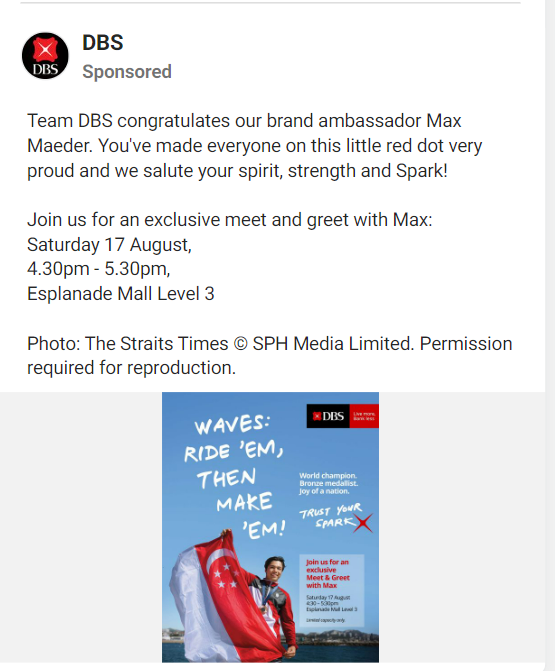 DBS
DBS
Sponsored
Team DBS congratulates our brand ambassador Max
Maeder. You've made everyone on this little red dot very
proud and we salute your spirit, strength and Spark!
Join us for an exclusive meet and greet with Max:
Saturday 17 August,
4.30pm - 5.30pm,
Esplanade Mall Level 3
Photo: The Straits Times © SPH Media Limited. Permission
required for reproduction.
DBS
Live more,
Bank less
WAVES:
RIDE 'EM,
THEN
MAKE
'EM!
World champion.
Bronze medallist.
Joy of a nation.
TRUST YOUR
SPARK
Join us for an
exclusive
Meet & Greet
with Max
Saturday 17 August
4:30 - 5:30pm
Esplanade Mall Level 3
Limited capacity only.